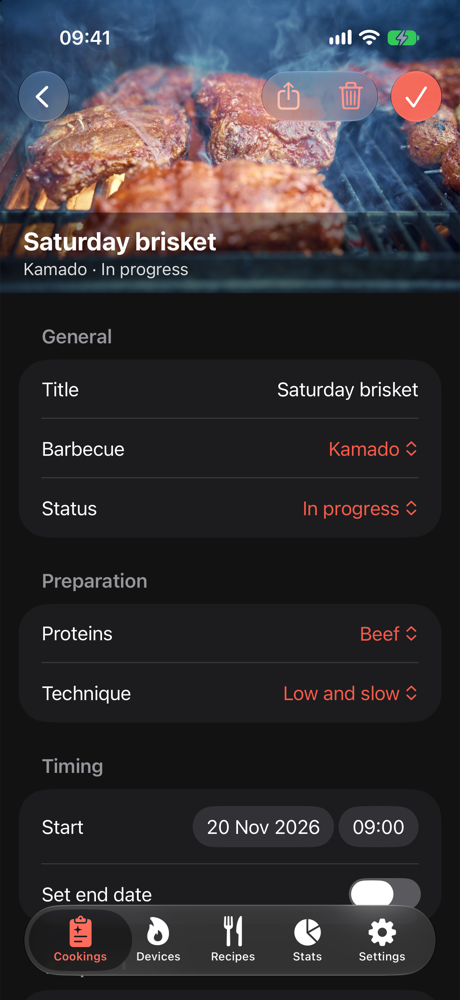 09:41
Saturday brisket
Kamado · In progress
General
Title Saturday brisket
Barbecue Kamado
Status In progress
Preparation
Proteins Beef
Technique Low and slow
Timing
Start 20 Nov 2026 09:00
Set end date
Cookings Devices Recipes Stats Settings